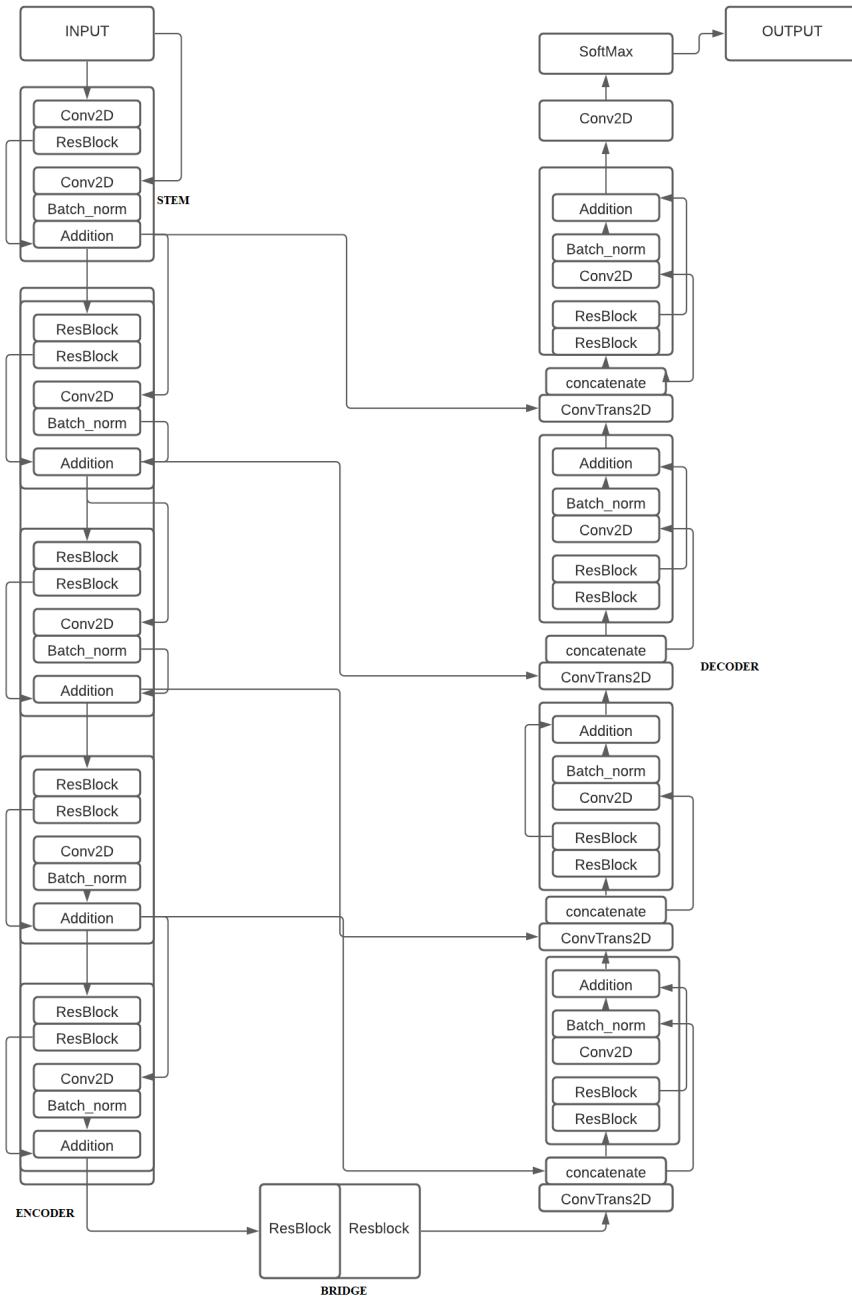 INPUT
Conv2D
ResBlock
Conv2D
Batch_norm
Addition
STEM
ResBlock
ResBlock
Conv2D
Batch_norm
Addition
ResBlock
ResBlock
Conv2D
Batch_norm
Addition
ResBlock
ResBlock
Conv2D
Batch_norm
Addition
ResBlock
ResBlock
Conv2D
Batch_norm
Addition
ENCODER
ResBlock
Resblock
BRIDGE
OUTPUT
SoftMax
Conv2D
Addition
Batch_norm
Conv2D
ResBlock
ResBlock
concatenate
ConvTrans2D
Addition
Batch_norm
Conv2D
ResBlock
ResBlock
concatenate
ConvTrans2D
DECODER
Addition
Batch_norm
Conv2D
ResBlock
ResBlock
concatenate
ConvTrans2D
Addition
Batch_norm
Conv2D
ResBlock
ResBlock
concatenate
ConvTrans2D